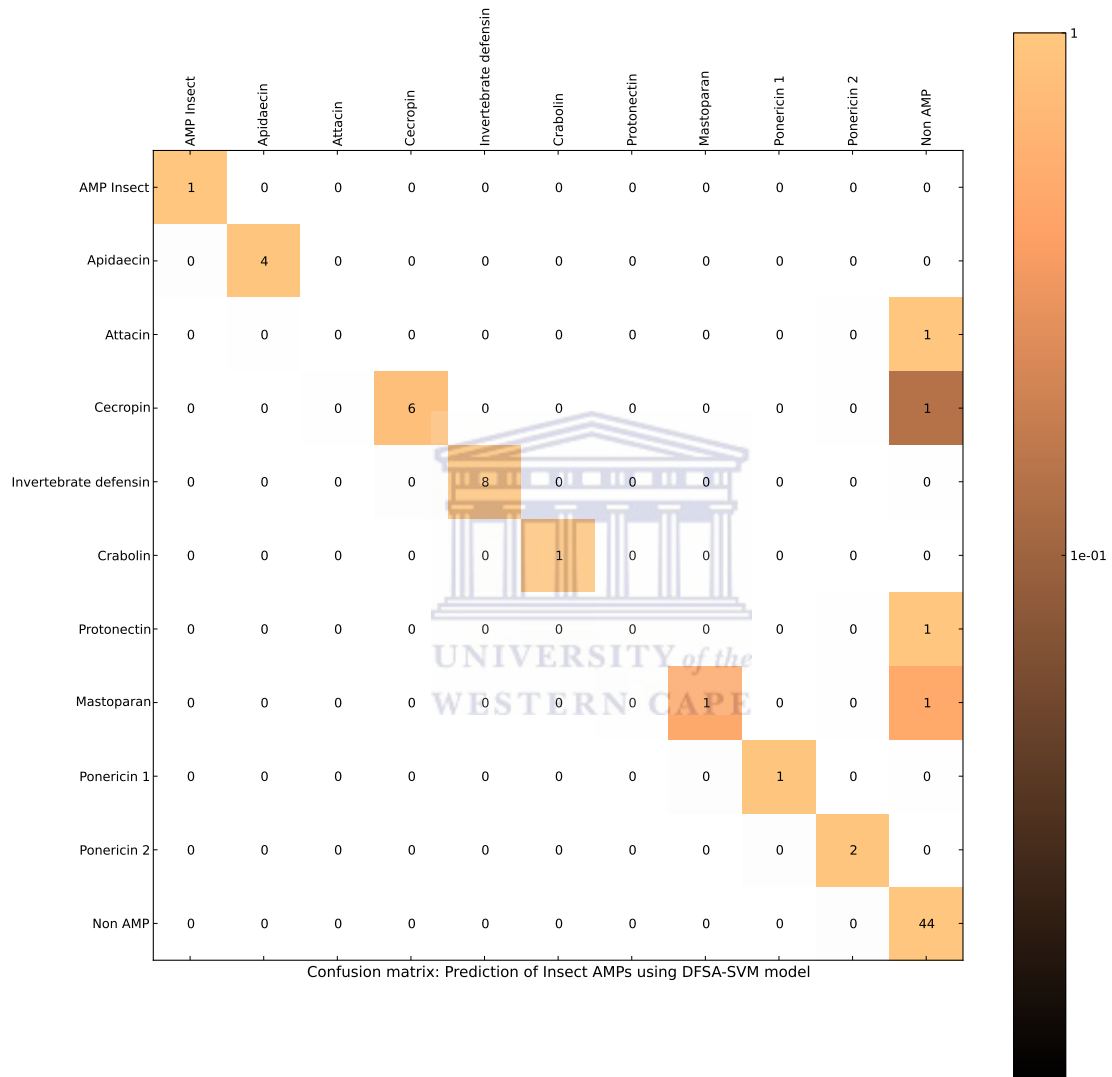 AMP Insect
Apidaecin
Attacin
Cecropin
Invertebrate defensin
Crabolin
Protonectin
Mastoparan
Ponericin 1
Ponericin 2
Non AMP
1
AMP Insect 1 0 0 0 0 0 0 0 0 0 0
Apidaecin 0 4 0 0 0 0 0 0 0 0 0
Attacin 0 0 0 0 0 0 0 0 0 0 1
Cecropin 0 0 0 6 0 0 0 0 0 0 1
Invertebrate defensin 0 0 0 0 8 0 0 0 0 0 0
Crabolin 0 0 0 0 0 1 0 0 0 0 0
1e-01
Protonectin 0 0 0 0 0 0 0 0 0 0 1
UNIVERSITY of the
Mastoparan 0 0 0 0 0 0 0 1 0 0 1
WESTERN CAPE
Ponericin 1 0 0 0 0 0 0 0 0 1 0 0
Ponericin 2 0 0 0 0 0 0 0 0 0 2 0
Non AMP 0 0 0 0 0 0 0 0 0 0 44
Confusion matrix: Prediction of Insect AMPs using DFSA-SVM model